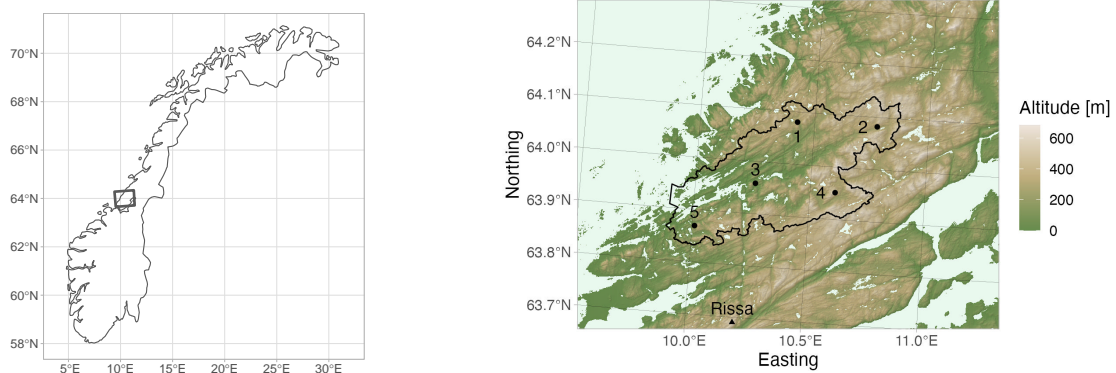 70°N
68°N
66°N
64°N
62°N
60°N
58°N
5°E 10°E 15°E 20°E 25°E 30°E
Northing
64.2°N
64.1°N
64.0°N
63.9°N
63.8°N
63.7°N
1
2
3
4
5
Rissa
10.0°E 10.5°E 11.0°E
Easting
Altitude [m]
600
400
200
0